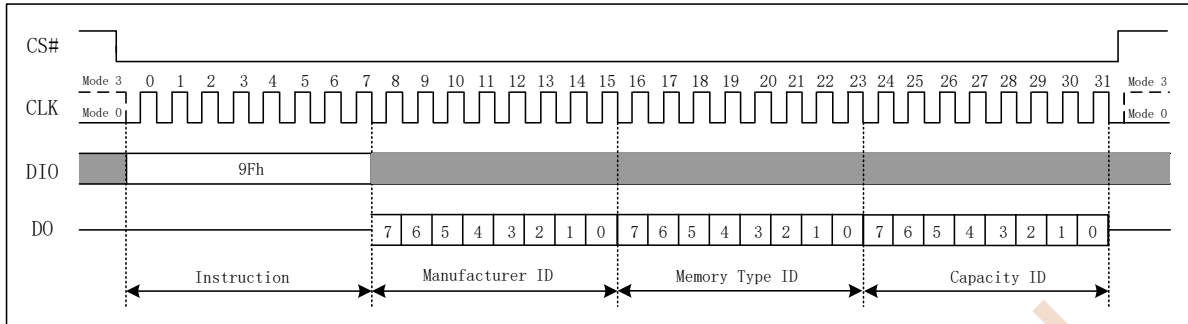 CS#
Mode 3 0 1 2 3 4 5 6 7 8 9 10 11 12 13 14 15 16 17 18 19 20 21 22 23 24 25 26 27 28 29 30 31 Mode 3
CLK
Mode 0 Mode 0
DIO 9Fh
DO 7 6 5 4 3 2 1 0 7 6 5 4 3 2 1 0 7 6 5 4 3 2 1 0
Instruction Manufacturer ID Memory Type ID Capacity ID